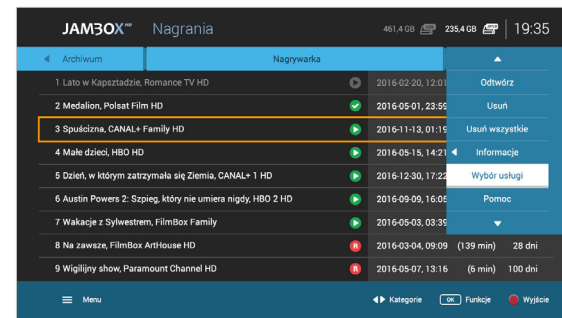 JAMBOX Nagrania 461,4 GB 235,4 GB 19:35
Archiwum Nagrywarka
1 Lato w Kapsztadzie, Romance TV HD 2016-02-20, 12:01 Odtwórz
2 Medalion, Polsat Film HD 2016-05-01, 23:59 Usuń
3 Spuścizna, CANAL+ Family HD 2016-11-13, 01:19 Usuń wszystkie
4 Małe dzieci, HBO HD 2016-05-15, 14:21 Informacje
5 Dzień, w którym zatrzymała się Ziemia, CANAL+ 1 HD 2016-12-30, 17:22 Wybór usługi
6 Austin Powers 2: Szpieg, który nie umiera nigdy, HBO 2 HD 2016-09-09, 16:05 Pomoc
7 Wakacje z Sylwestrem, FilmBox Family 2016-05-03, 03:39
8 Na zawsze, FilmBox ArtHouse HD R 2016-03-04, 09:09 (139 min) 28 dni
9 Wigilijny show, Paramount Channel HD R 2016-05-07, 13:16 (6 min) 100 dni
Menu Kategorie OK Funkcje Wyjście